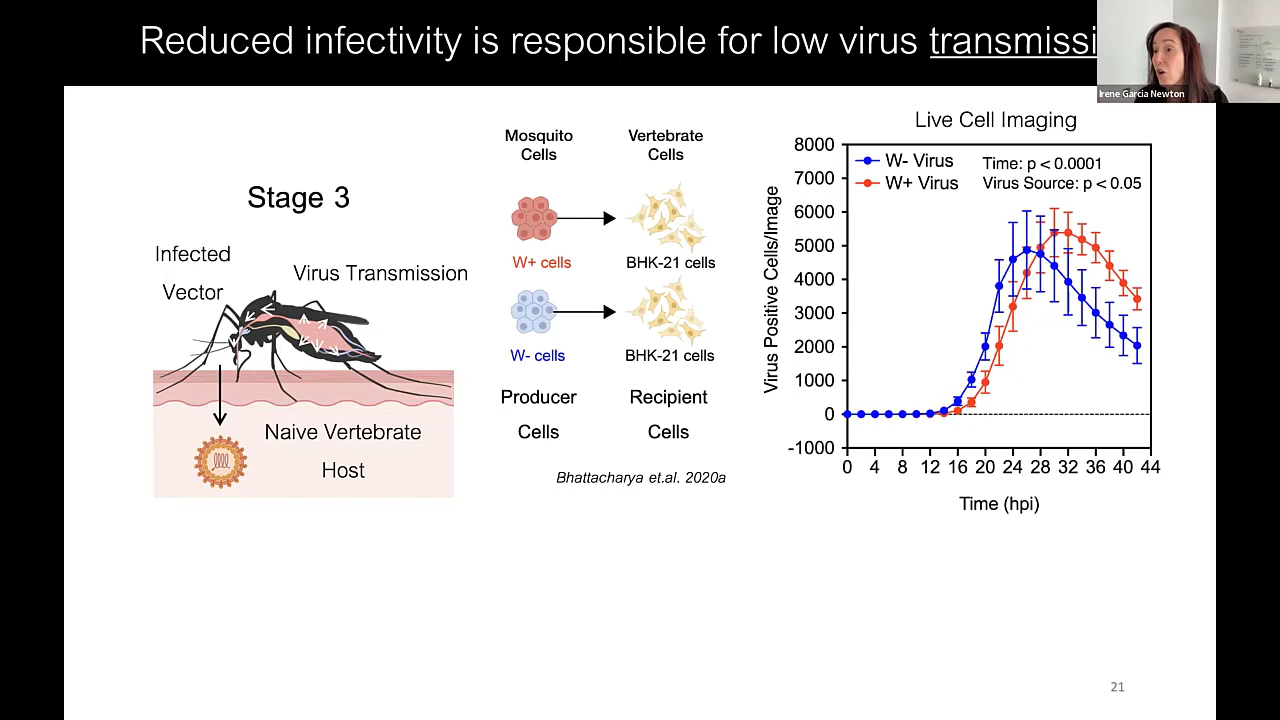 Reduced infectivity is responsible for low virus transmissi
Irene Garcia Newton
Stage 3
Infected
Vector
Virus Transmission
Naive Vertebrate
Host
Mosquito
Cells
Vertebrate
Cells
W+ cells
BHK-21 cells
W- cells
BHK-21 cells
Producer
Cells
Recipient
Cells
Bhattacharya et.al. 2020a
Live Cell Imaging
W- Virus
W+ Virus
Time: p < 0.0001
Virus Source: p < 0.05
Virus Positive Cells/Image
8000
7000
6000
5000
4000
3000
2000
1000
0
-1000
0 4 8 12 16 20 24 28 32 36 40 44
Time (hpi)
21